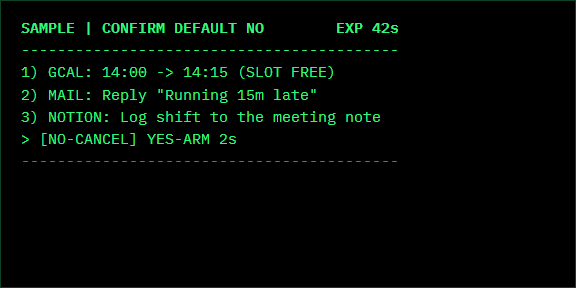 SAMPLE | CONFIRM DEFAULT NO        EXP 42s
------------------------------------------
1) GCAL: 14:00 -> 14:15 (SLOT FREE)
2) MAIL: Reply "Running 15m late"
3) NOTION: Log shift to the meeting note
> [NO-CANCEL] YES-ARM 2s
------------------------------------------